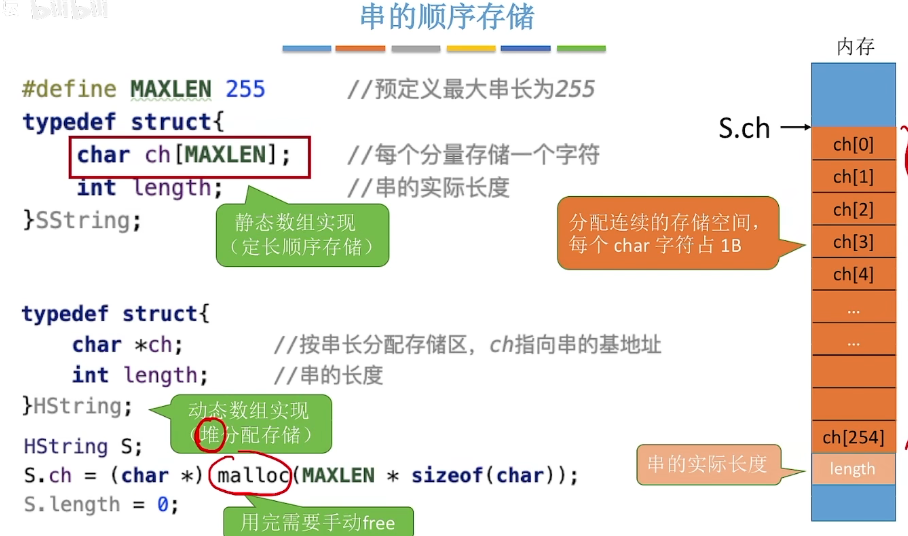 串的顺序存储
#define MAXLEN 255 //预定义最大串长为255
typedef struct{
char ch[MAXLEN]; //每个分量存储一个字符
int length; //串的实际长度
}SString;
静态数组实现
（定长顺序存储）
typedef struct{
char *ch; //按串长分配存储区，ch指向串的基地址
int length; //串的长度
}HString;
动态数组实现
（堆分配存储）
HString S;
S.ch = (char *) malloc(MAXLEN * sizeof(char));
S.length = 0;
用完需要手动free
内存
S.ch
ch[0]
ch[1]
ch[2]
ch[3]
ch[4]
...
...
ch[254]
length
分配连续的存储空间，
每个 char 字符占 1B
串的实际长度